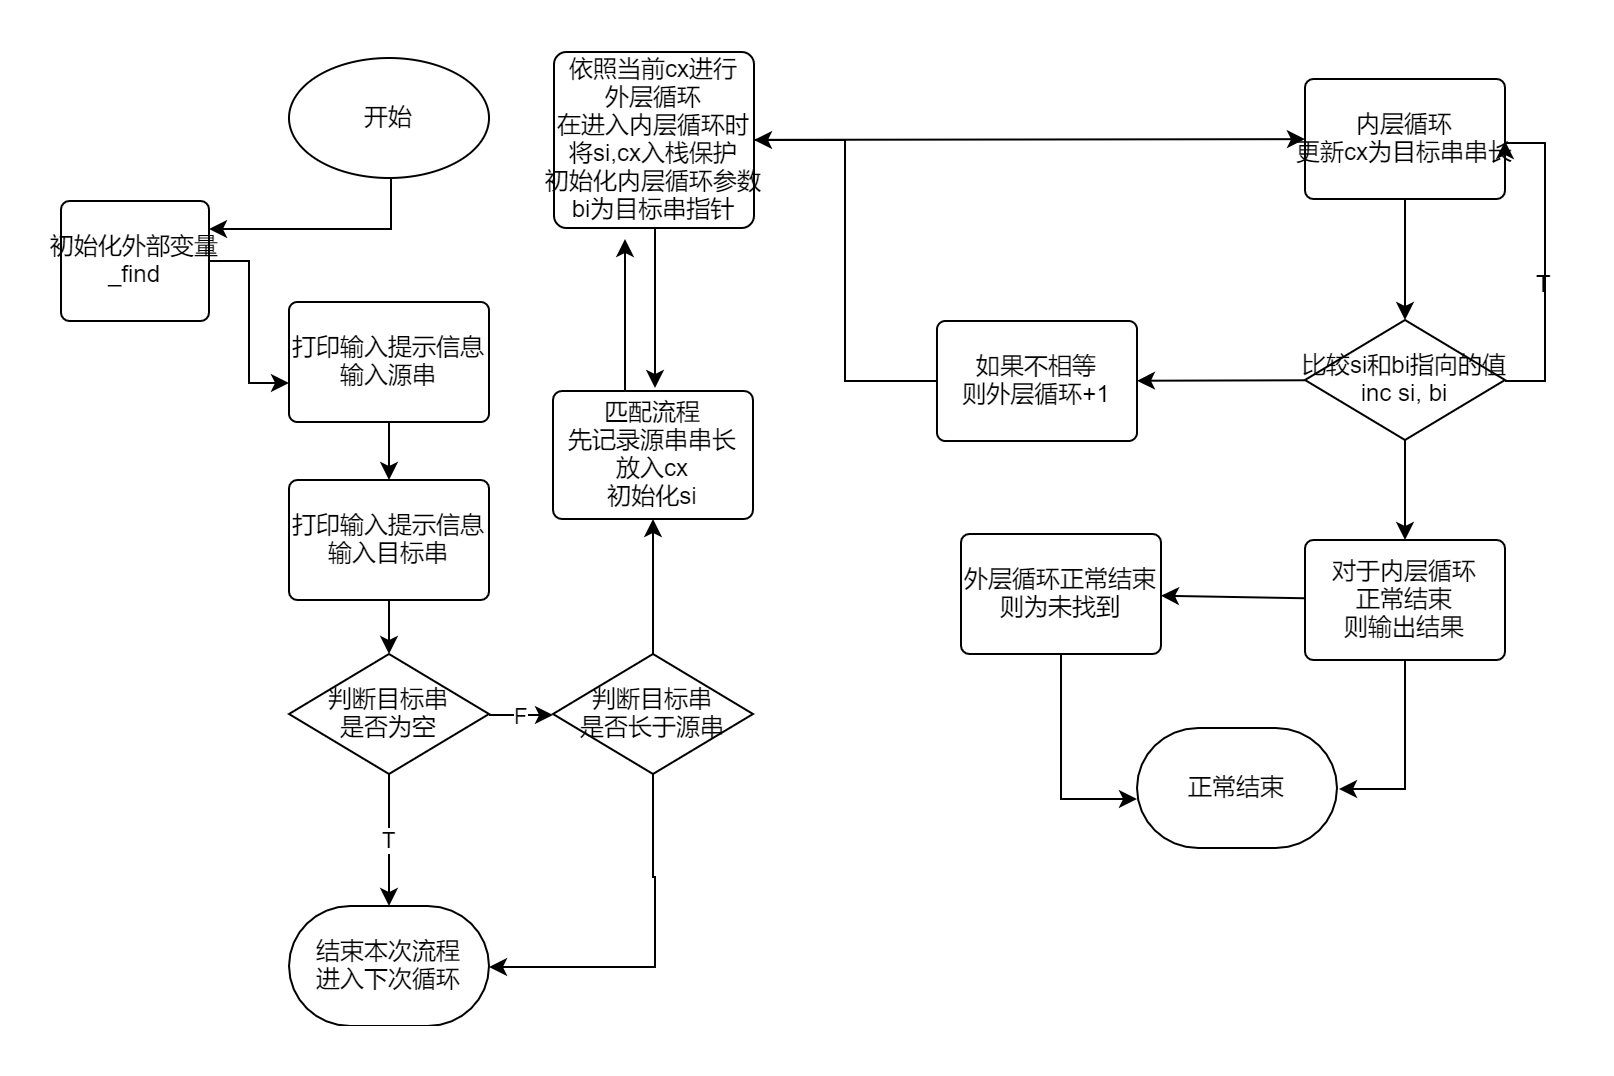 开始
初始化外部变量
_find
打印输入提示信息
输入源串
打印输入提示信息
输入目标串
判断目标串
是否为空
F
T
结束本次流程
进入下次循环
判断目标串
是否长于源串
匹配流程
先记录源串串长
放入cx
初始化si
依照当前cx进行
外层循环
在进入内层循环时
将si,cx入栈保护
初始化内层循环参数
bi为目标串指针
内层循环
更新cx为目标串串长
T
比较si和bi指向的值
inc si, bi
如果不相等
则外层循环+1
对于内层循环
正常结束
则输出结果
外层循环正常结束
则为未找到
正常结束